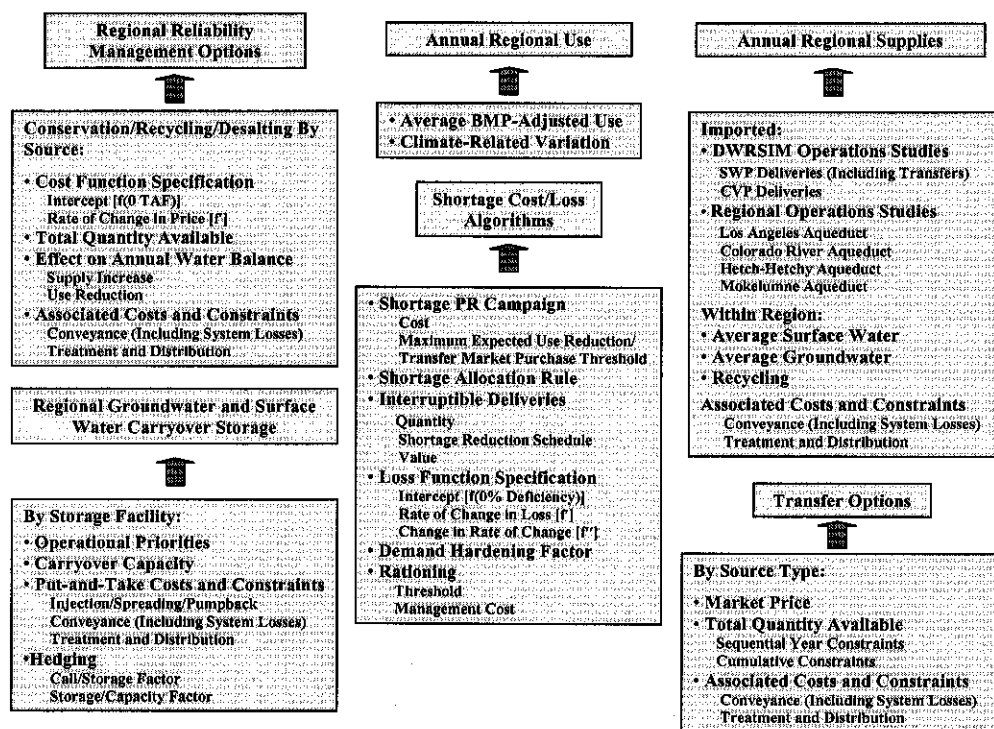 Regional Reliability
Management Options
Conservation/Recycling/Desalting By
Source:
• Cost Function Specification
Intercept [f(0 TAF)]
Rate of Change In Price [f']
• Total Quantity Available
• Effect on Annual Water Balance
Supply Increase
Use Reduction
• Associated Costs and Constraints
Conveyance (Including System Losses)
Treatment and Distribution
Regional Groundwater and Surface
Water Carryover Storage
By Storage Facility:
• Operational Priorities
• Carryover Capacity
• Put-and-Take Costs and Constraints
Injection/Spreading/Pumpback
Conveyance (Including System Losses)
Treatment and Distribution
•Hedging
Call/Storage Factor
Storage/Capacity Factor
Annual Regional Use
• Average BMP-Adjusted Use
• Climate-Related Variation
Shortage Cost/Loss
Algorithms
• Shortage PR Campaign
Cost
Maximum Expected Use Reduction/
Transfer Market Purchase Threshold
• Shortage Allocation Rule
• Interruptible Deliveries
Quantity
Shortage Reduction Schedule
Value
• Loss Function Specification
Intercept [f(0% Deficiency)]
Rate of Change in Loss [f']
Change in Rate of Change [f'']
• Demand Hardening Factor
• Rationing
Threshold
Management Cost
Annual Regional Supplies
Imported:
• DWRSIM Operations Studies
SWP Deliveries (Including Transfers)
CVP Deliveries
• Regional Operations Studies
Los Angeles Aqueduct
Colorado River Aqueduct
Hetch-Hetchy Aqueduct
Mokelumne Aqueduct
Within Region:
• Average Surface Water
• Average Groundwater
• Recycling
Associated Costs and Constraints
Conveyance (Including System Losses)
Treatment and Distribution
Transfer Options
By Source Type:
• Market Price
• Total Quantity Available
Sequential Year Constraints
Cumulative Constraints
• Associated Costs and Constraints
Conveyance (Including System Losses)
Treatment and Distribution